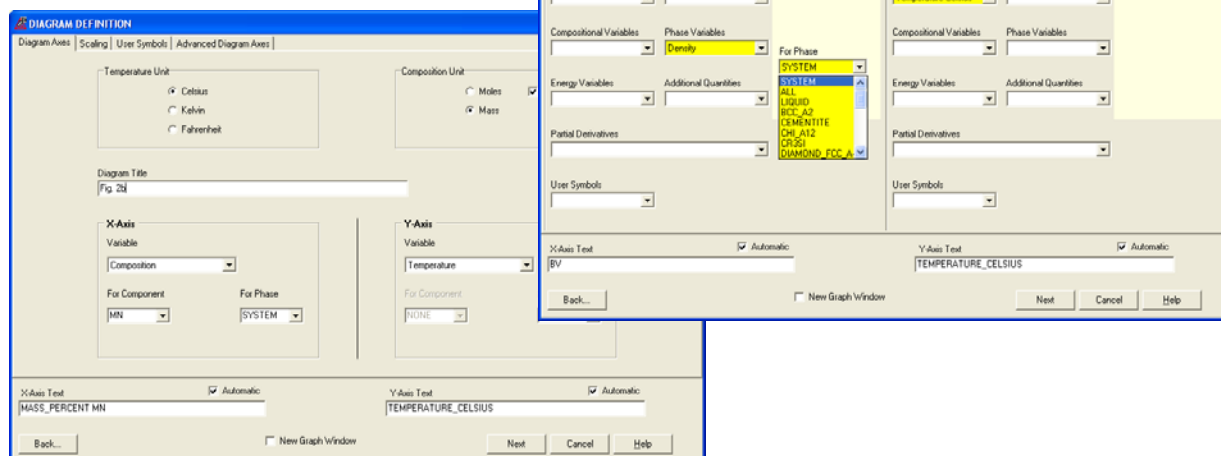 DIAGRAM DEFINITION
Diagram Axes Scaling User Symbols Advanced Diagram Axes
Temperature Unit
Celsius
Kelvin
Fahrenheit
Composition Unit
Moles
Mass
Diagram Title
Fig. 2b
X-Axis
Variable
Composition
For Component For Phase
MN SYSTEM
Y-Axis
Variable
Temperature
For Component
NONE
X-Axis Text Automatic
MASS_PERCENT MN
Y-Axis Text Automatic
TEMPERATURE_CELSIUS
Back... New Graph Window Next Cancel Help
Compositional Variables Phase Variables
Density
For Phase
SYSTEM
SYSTEM
ALL
LIQUID
BCC_A2
CEMENTITE
CHI_A12
CR3SI
DIAMOND_FCC_A
Energy Variables Additional Quantities
Partial Derivatives
User Symbols
Compositional Variables Phase Variables
Energy Variables Additional Quantities
Partial Derivatives
User Symbols
X-Axis Text Automatic
BV
Y-Axis Text Automatic
TEMPERATURE_CELSIUS
Back... New Graph Window Next Cancel Help